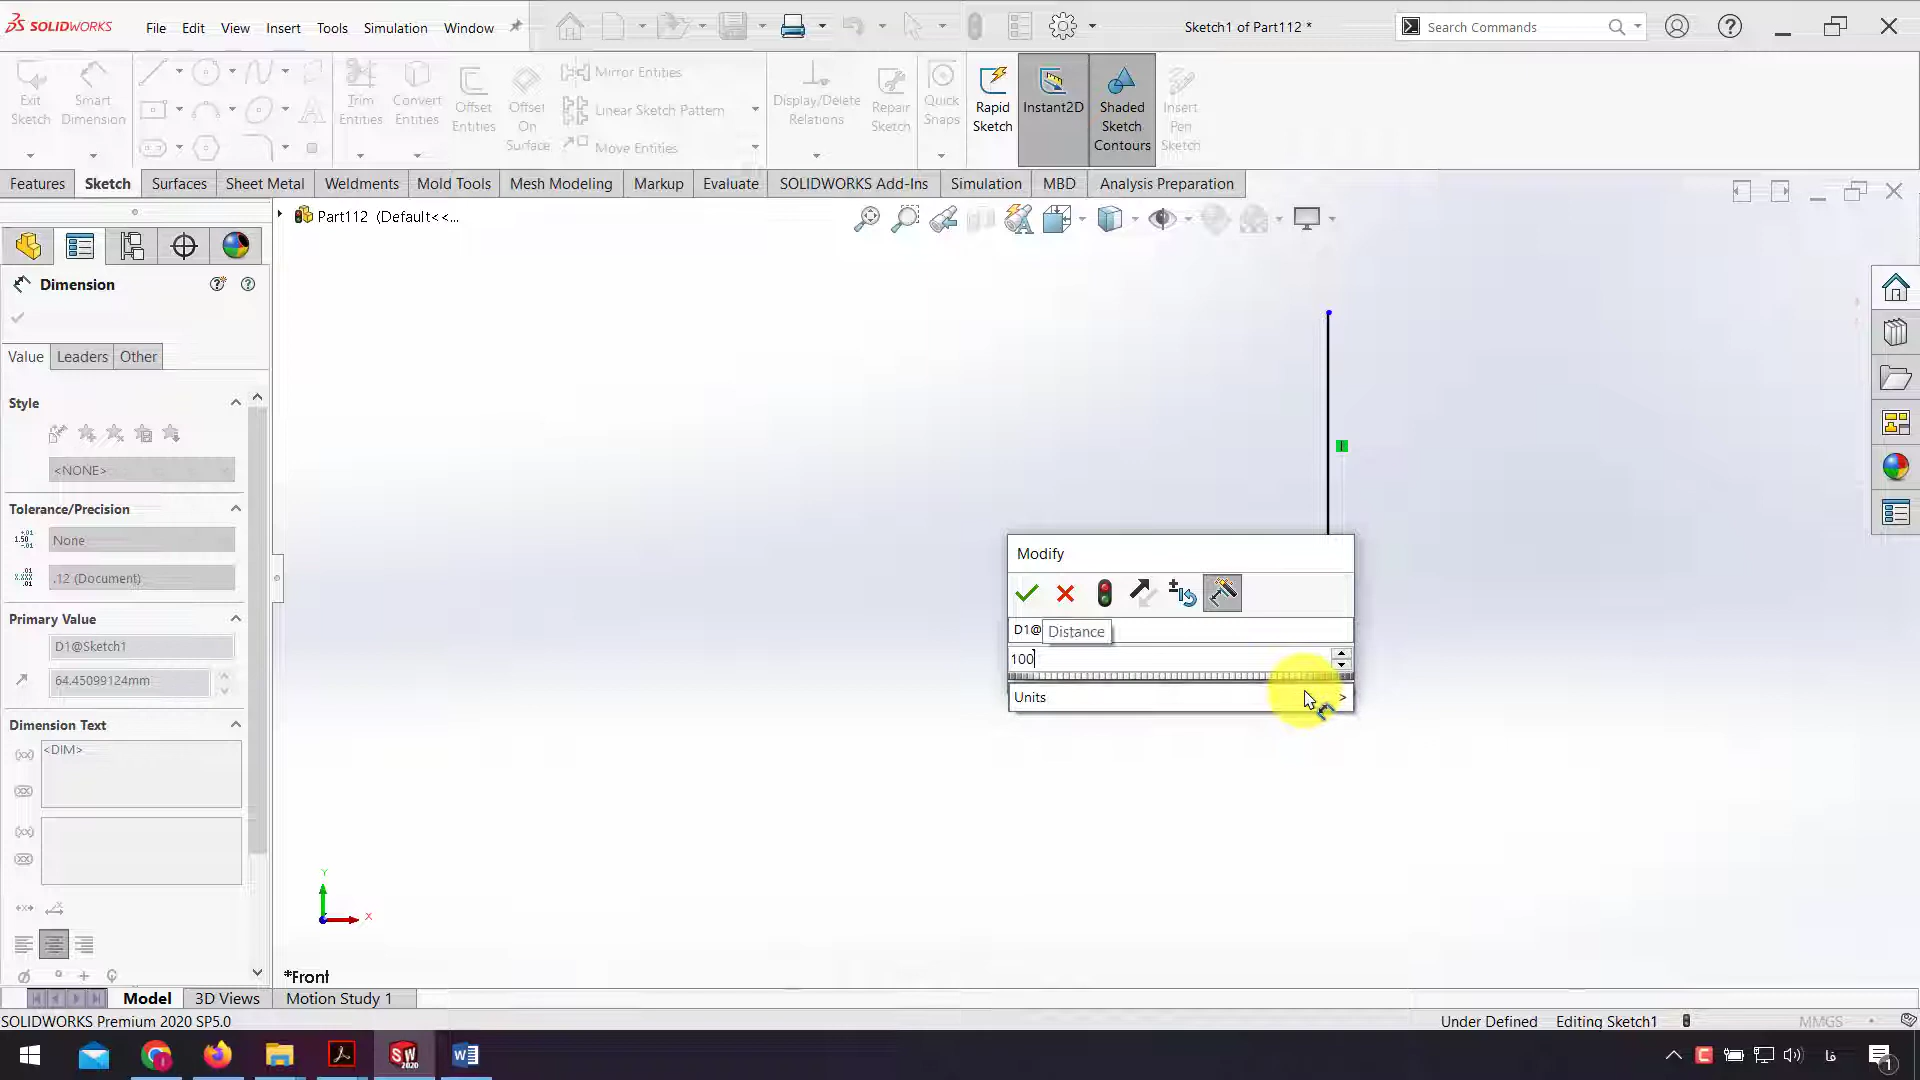 SOLIDWORKS
File Edit View Insert Tools Simulation Window
Sketch1 of Part112 *
Search Commands
Exit Sketch
Smart Dimension
Trim Entities
Convert Entities
Offset Entities
Offset On Surface
Mirror Entities
Linear Sketch Pattern
Move Entities
Display/Delete Relations
Repair Sketch
Quick Snaps
Rapid Sketch
Instant2D
Shaded Sketch Contours
Insert Pen Sketch
Features Sketch Surfaces Sheet Metal Weldments Mold Tools Mesh Modeling Markup Evaluate SOLIDWORKS Add-Ins Simulation MBD Analysis Preparation
Part112 (Default<<...
Dimension
Value Leaders Other
Style
<NONE>
Tolerance/Precision
None
.12 (Document)
Primary Value
D1@Sketch1
64.45099124mm
Dimension Text
<DIM>
Modify
D1@
Distance
100
Units
Y
X
*Front
Model 3D Views Motion Study 1
SOLIDWORKS Premium 2020 SP5.0
Under Defined Editing Sketch1 MMGS
SW 2020
فا
1